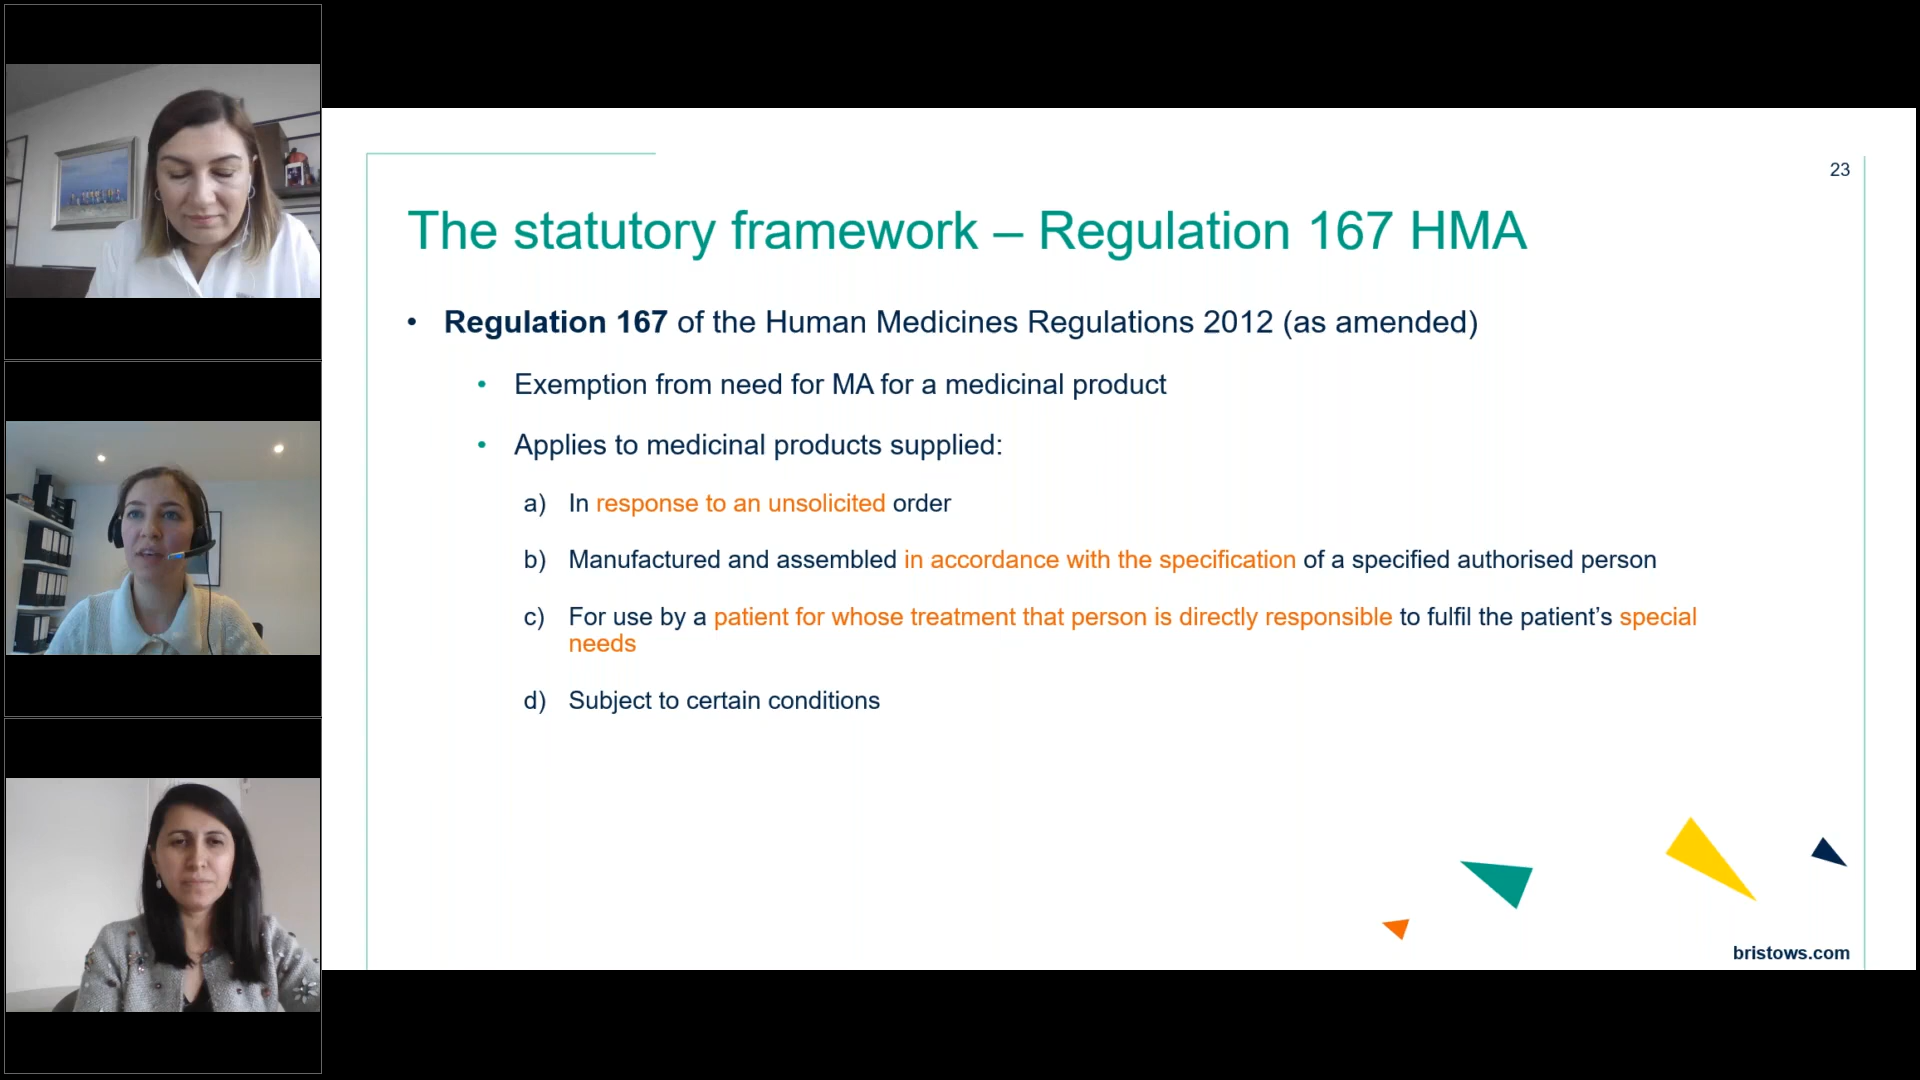 23
The statutory framework – Regulation 167 HMA
• Regulation 167 of the Human Medicines Regulations 2012 (as amended)
• Exemption from need for MA for a medicinal product
• Applies to medicinal products supplied:
a) In response to an unsolicited order
b) Manufactured and assembled in accordance with the specification of a specified authorised person
c) For use by a patient for whose treatment that person is directly responsible to fulfil the patient’s special
needs
d) Subject to certain conditions
bristows.com